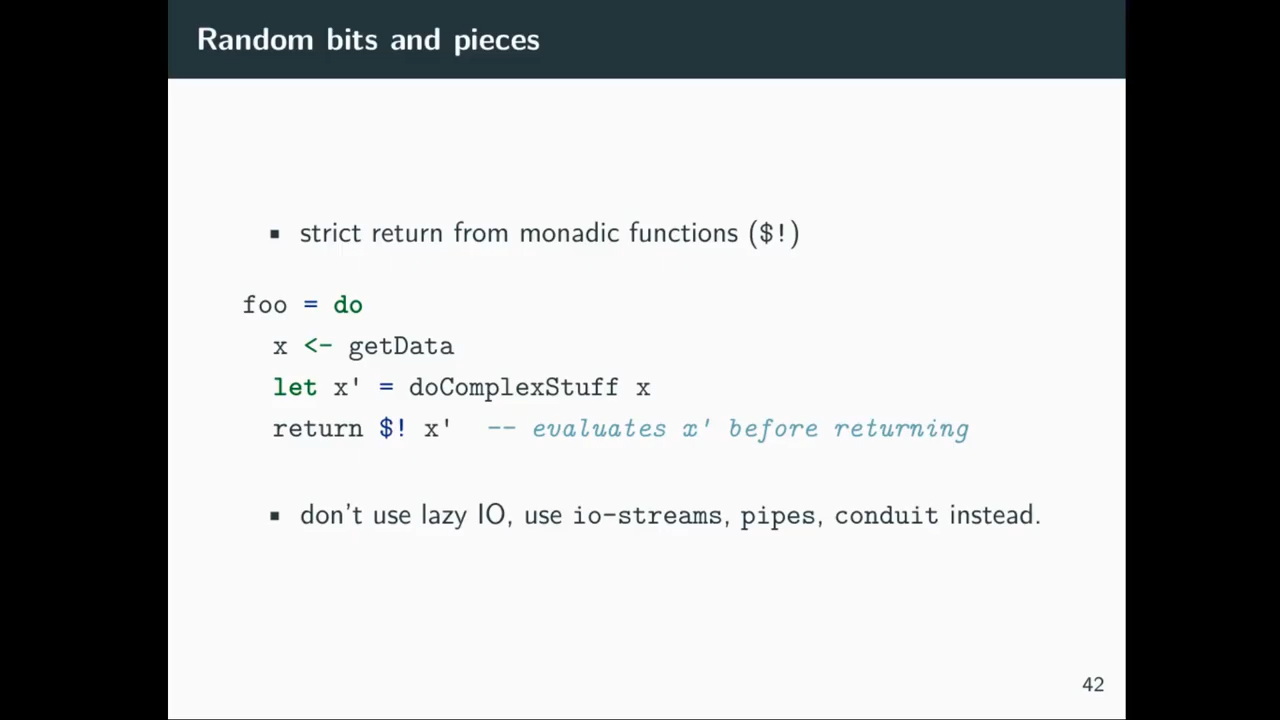 Random bits and pieces
▪ strict return from monadic functions ($!)
foo = do
  x <- getData
  let x' = doComplexStuff x
  return $! x'  -- evaluates x' before returning
▪ don't use lazy IO, use io-streams, pipes, conduit instead.
42